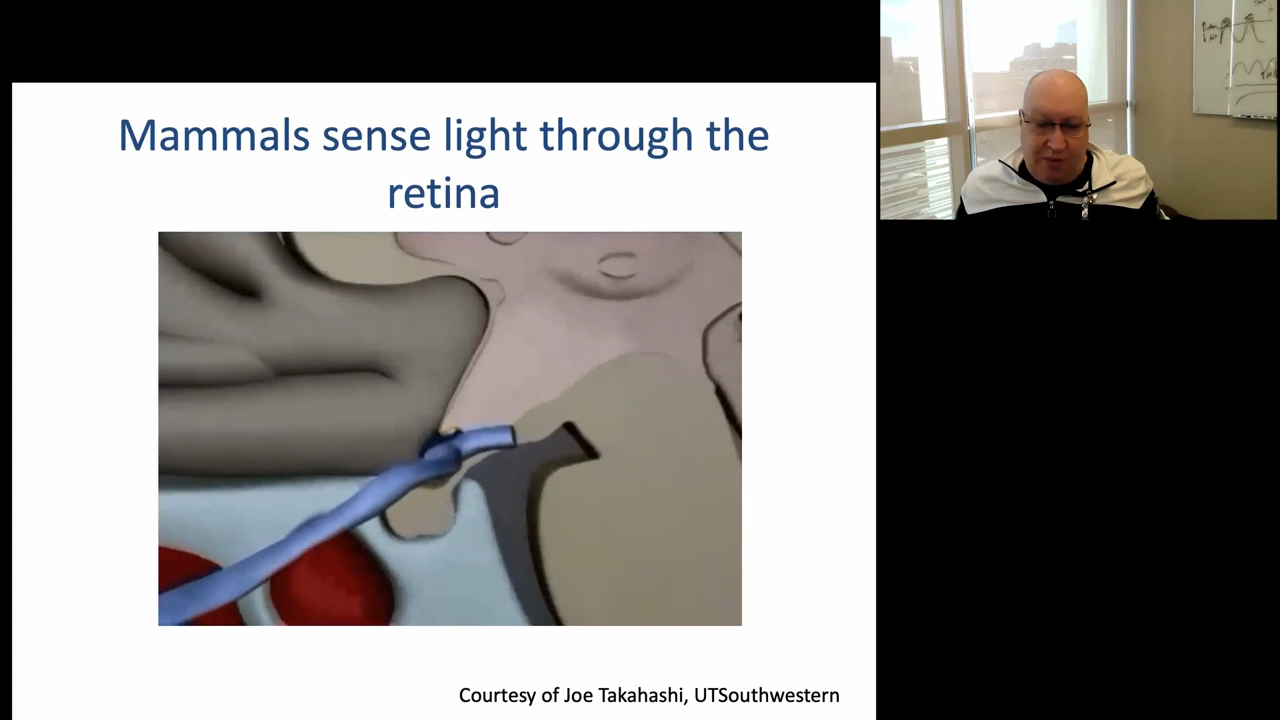 Mammals sense light through the
retina
Courtesy of Joe Takahashi, UTSouthwestern